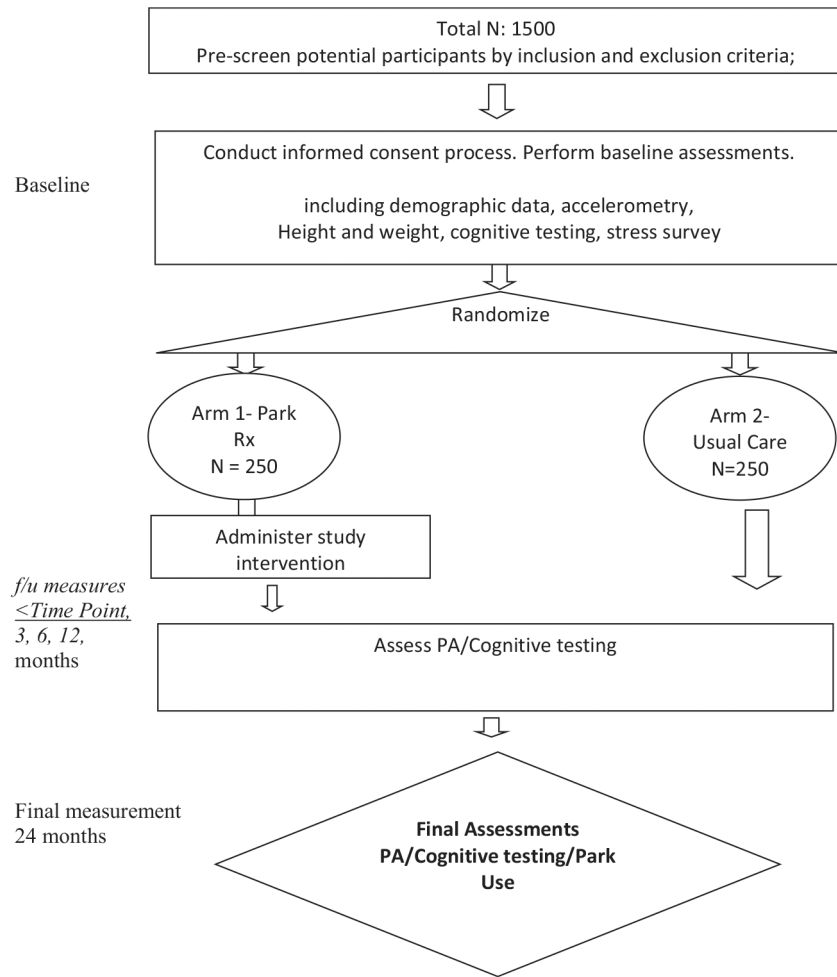 Total N: 1500
Pre-screen potential participants by inclusion and exclusion criteria;
Baseline
Conduct informed consent process. Perform baseline assessments.
including demographic data, accelerometry,
Height and weight, cognitive testing, stress survey
Randomize
Arm 1- Park
Rx
N = 250
Arm 2-
Usual Care
N=250
Administer study
intervention
f/u measures
<Time Point,
3, 6, 12,
months
Assess PA/Cognitive testing
Final measurement
24 months
Final Assessments
PA/Cognitive testing/Park
Use